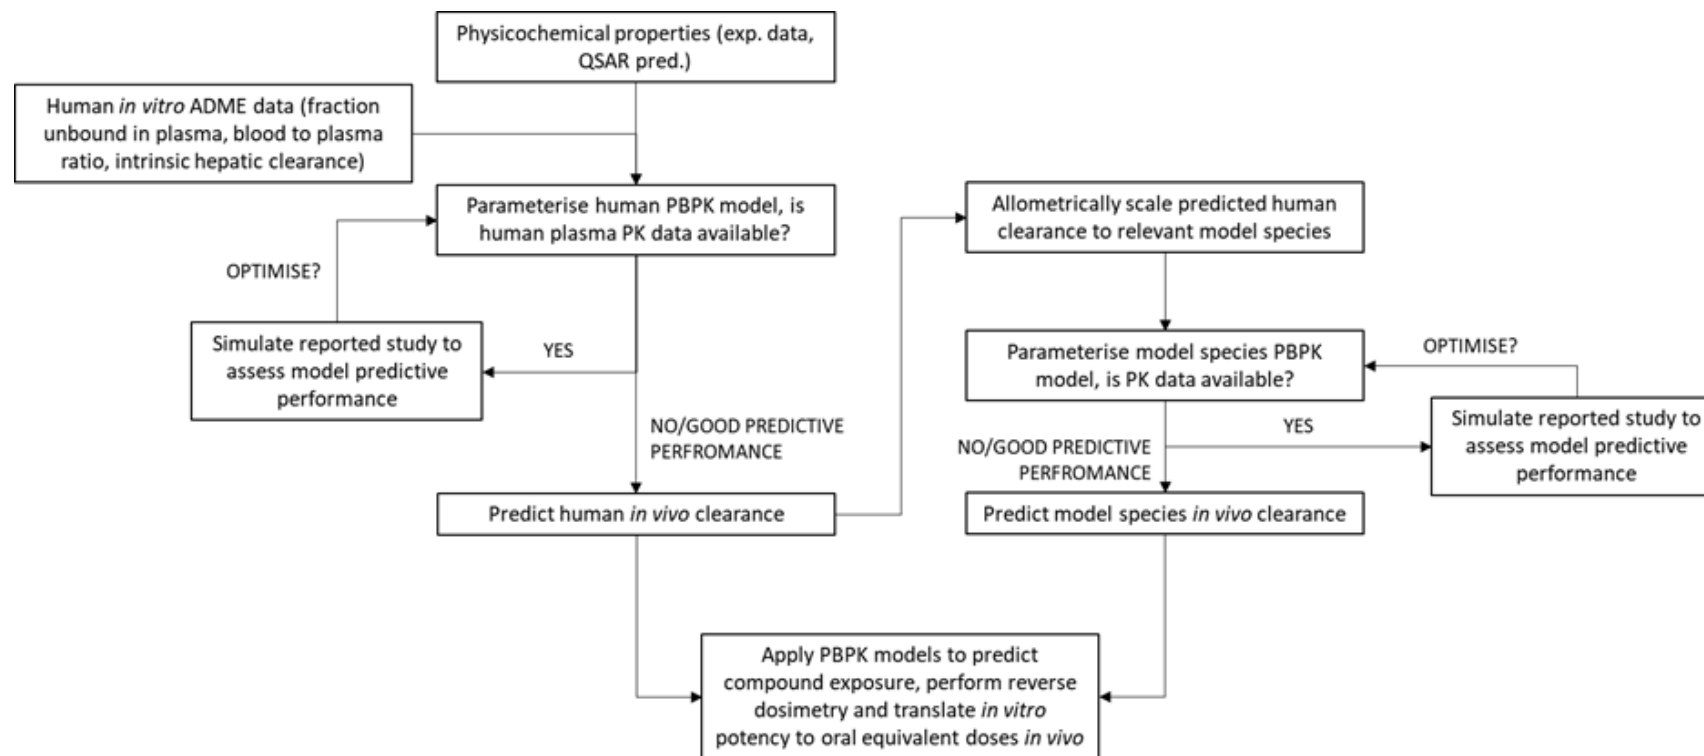 Physicochemical properties (exp. data,
QSAR pred.)
Human in vitro ADME data (fraction
unbound in plasma, blood to plasma
ratio, intrinsic hepatic clearance)
Parameterise human PBPK model, is
human plasma PK data available?
OPTIMISE?
Simulate reported study to
assess model predictive
performance
YES
NO/GOOD PREDICTIVE
PERFROMANCE
Predict human in vivo clearance
Allometrically scale predicted human
clearance to relevant model species
Parameterise model species PBPK
model, is PK data available?
OPTIMISE?
Simulate reported study to
assess model predictive
performance
YES
NO/GOOD PREDICTIVE
PERFROMANCE
Predict model species in vivo clearance
Apply PBPK models to predict
compound exposure, perform reverse
dosimetry and translate in vitro
potency to oral equivalent doses in vivo